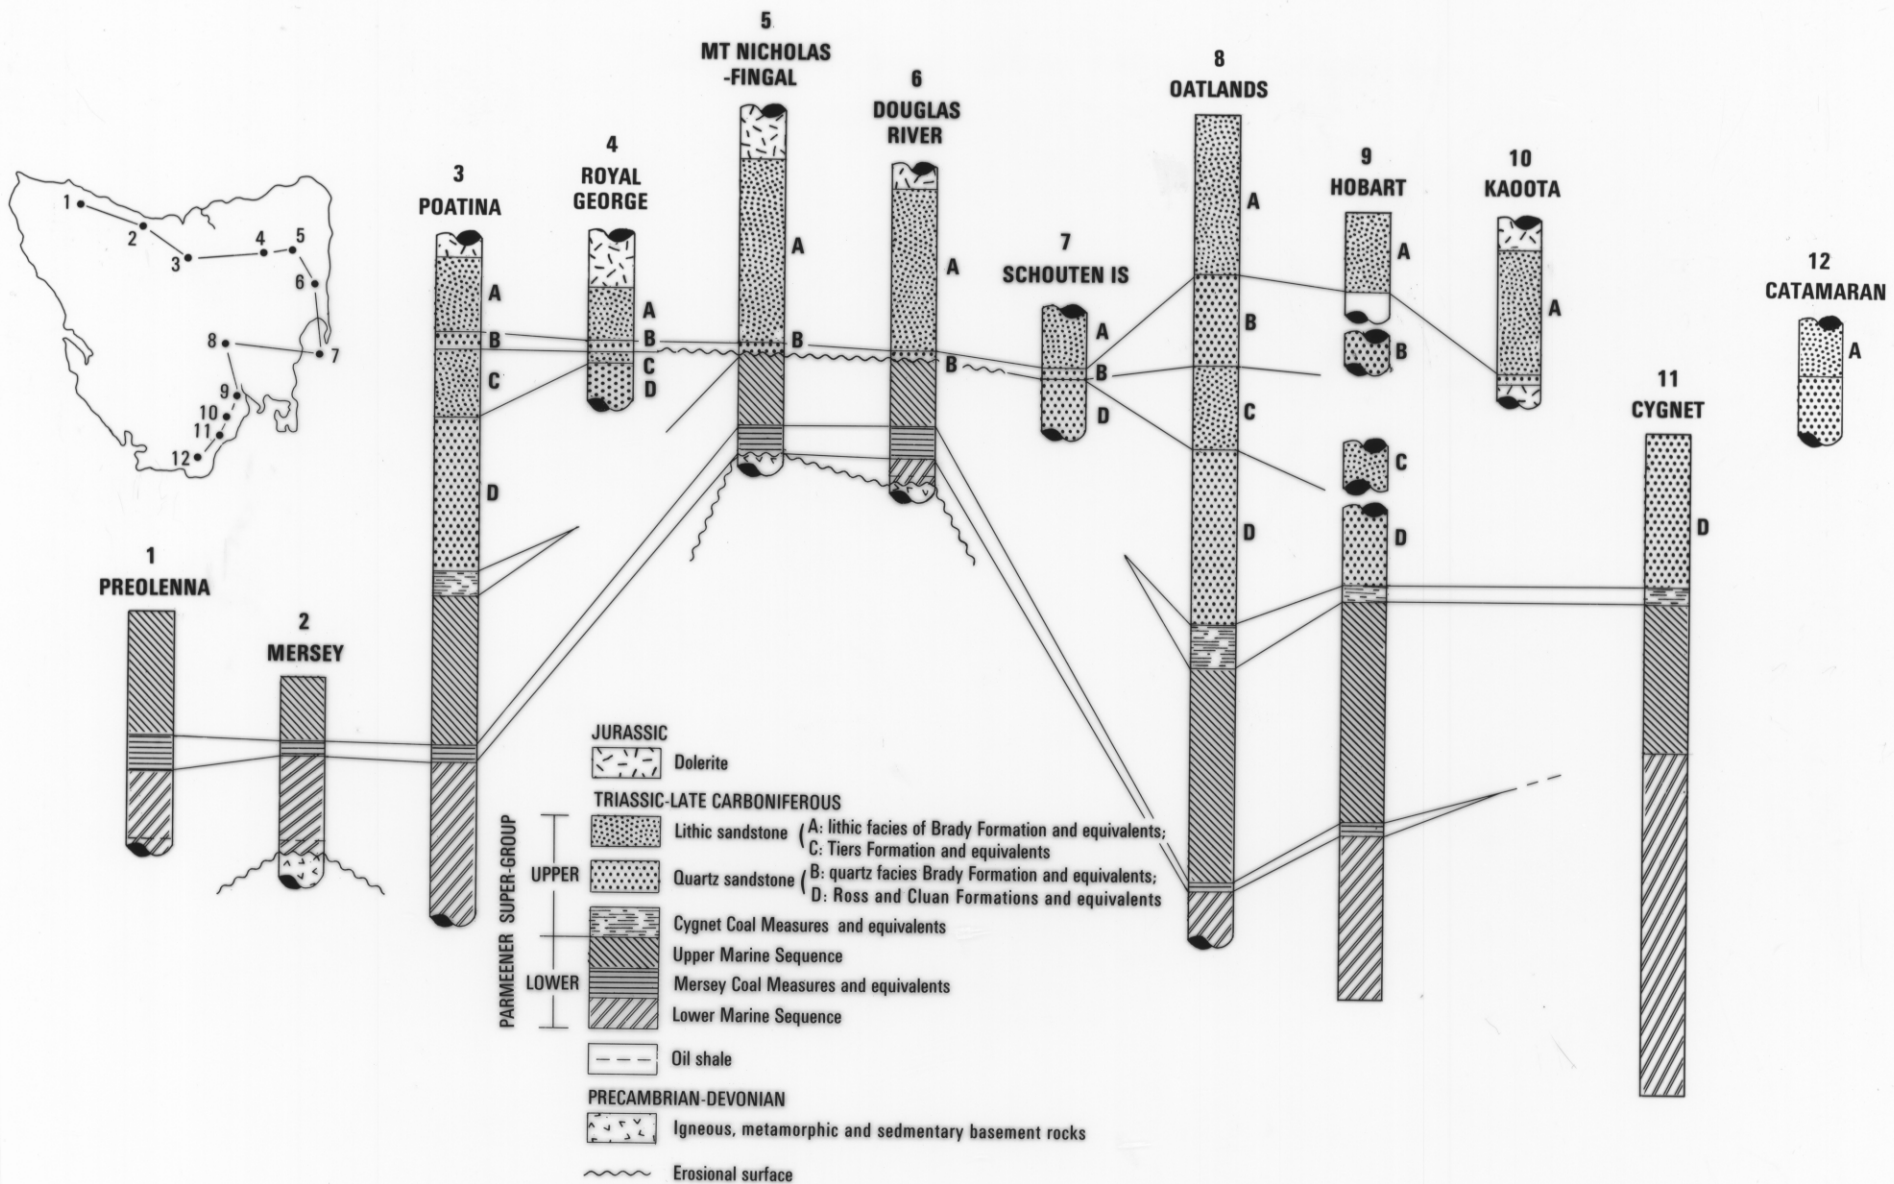 1
2
3
4
5
6
7
8
9
10
11
12
1
PREOLENNA
2
MERSEY
3
POATINA
A
B
C
D
4
ROYAL
GEORGE
A
B
C
D
5
MT NICHOLAS
-FINGAL
A
B
6
DOUGLAS
RIVER
A
B
7
SCHOUTEN IS
A
B
D
8
OATLANDS
A
B
C
D
9
HOBART
A
B
C
D
10
KAOOTA
A
11
CYGNET
D
12
CATAMARAN
A
JURASSIC
Dolerite
TRIASSIC-LATE CARBONIFEROUS
PARMEENER SUPER-GROUP
UPPER
LOWER
Lithic sandstone ( A: lithic facies of Brady Formation and equivalents;
C: Tiers Formation and equivalents
Quartz sandstone ( B: quartz facies Brady Formation and equivalents;
D: Ross and Cluan Formations and equivalents
Cygnet Coal Measures and equivalents
Upper Marine Sequence
Mersey Coal Measures and equivalents
Lower Marine Sequence
Oil shale
PRECAMBRIAN-DEVONIAN
Igneous, metamorphic and sedimentary basement rocks
Erosional surface